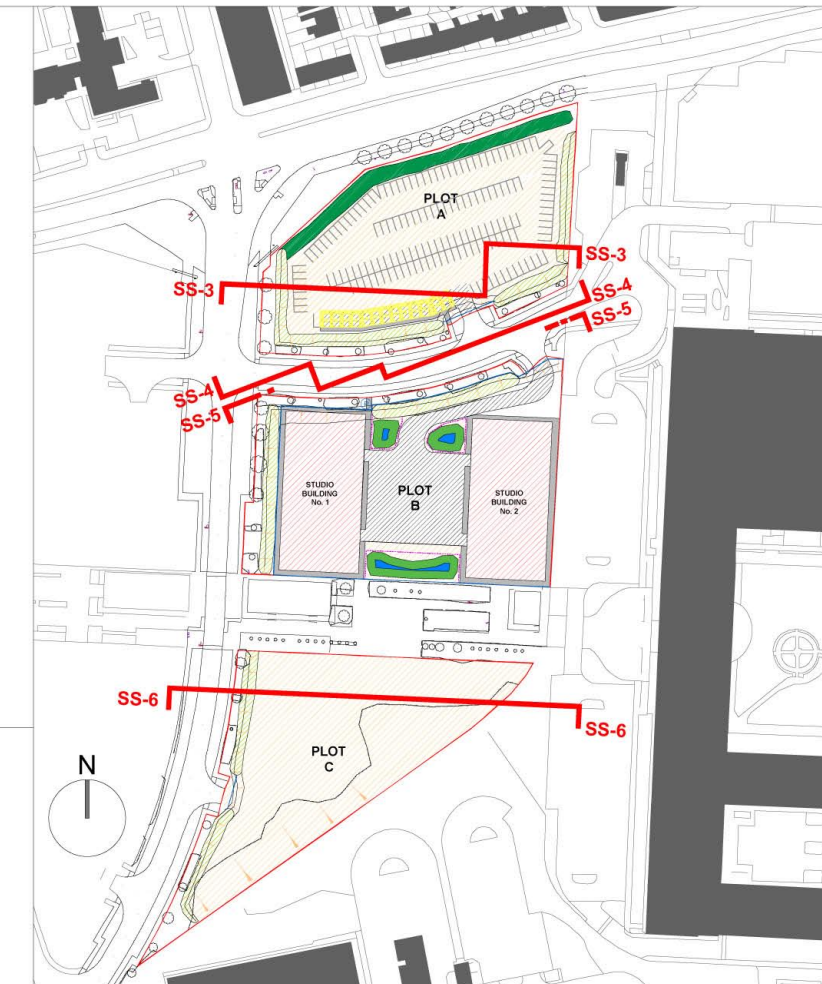 PLOT
A
SS-3
SS-3
SS-4
SS-5
SS-4
SS-5
STUDIO
BUILDING
No. 1
PLOT
B
STUDIO
BUILDING
No. 2
SS-6
SS-6
PLOT
C
N